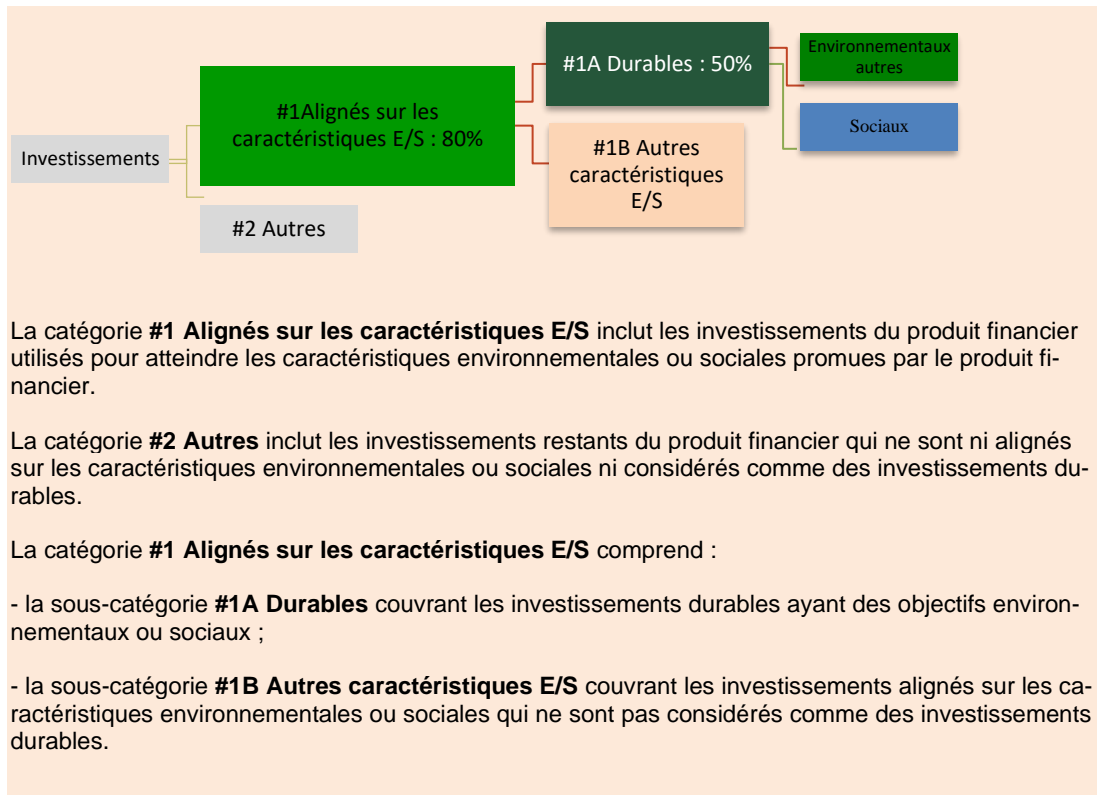 Investissements
#1Alignés sur les
caractéristiques E/S : 80%
#2 Autres
#1A Durables : 50%
#1B Autres
caractéristiques
E/S
Environnementaux
autres
Sociaux
La catégorie #1 Alignés sur les caractéristiques E/S inclut les investissements du produit financier
utilisés pour atteindre les caractéristiques environnementales ou sociales promues par le produit fi-
nancier.
La catégorie #2 Autres inclut les investissements restants du produit financier qui ne sont ni alignés
sur les caractéristiques environnementales ou sociales ni considérés comme des investissements du-
rables.
La catégorie #1 Alignés sur les caractéristiques E/S comprend :
- la sous-catégorie #1A Durables couvrant les investissements durables ayant des objectifs environ-
nementaux ou sociaux ;
- la sous-catégorie #1B Autres caractéristiques E/S couvrant les investissements alignés sur les ca-
ractéristiques environnementales ou sociales qui ne sont pas considérés comme des investissements
durables.